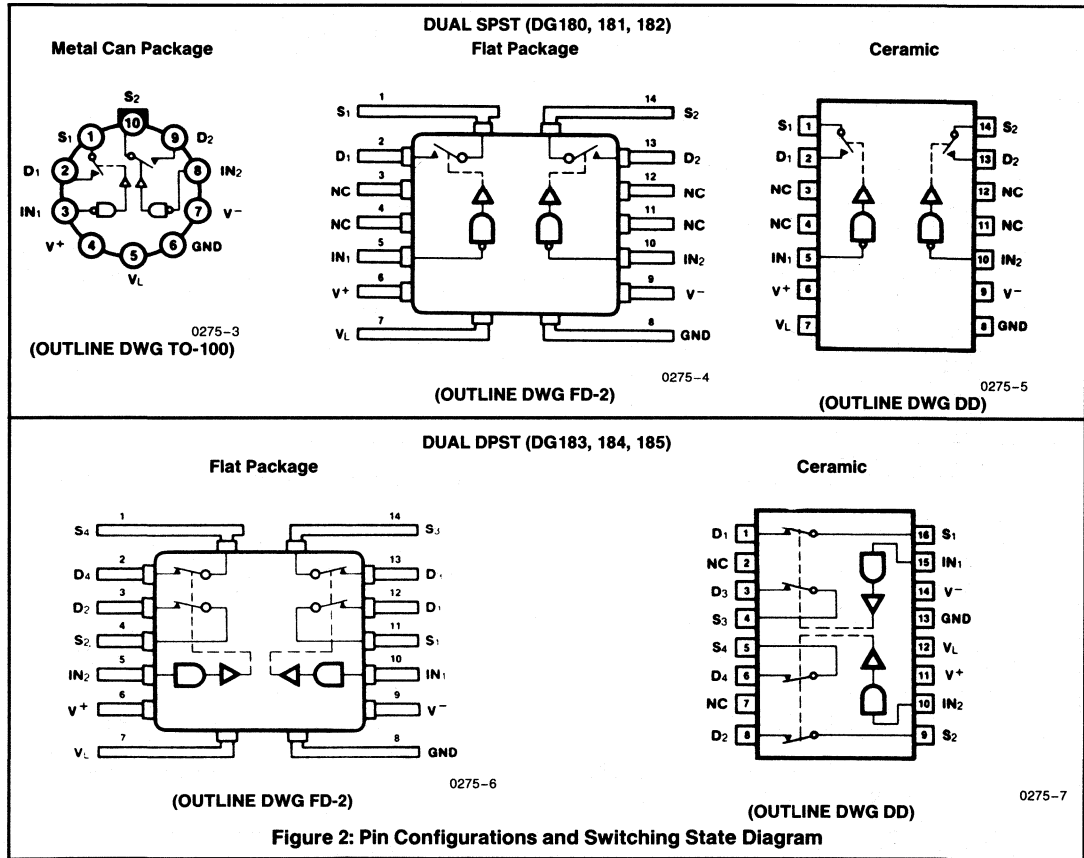 DUAL SPST (DG180, 181, 182)
Metal Can Package
S2
10
S1 1
9 D2
D1 2
8 IN2
IN1 3
7 V−
V+ 4
6 GND
5
VL
0275-3
(OUTLINE DWG TO-100)
Flat Package
1
S1
14
S2
2
D1
13
D2
3
NC
12
NC
4
NC
11
NC
5
IN1
10
IN2
6
V+
9
V−
7
VL
8
GND
0275-4
(OUTLINE DWG FD-2)
Ceramic
S1 1
14 S2
D1 2
13 D2
NC 3
12 NC
NC 4
11 NC
IN1 5
10 IN2
V+ 6
9 V−
VL 7
8 GND
0275-5
(OUTLINE DWG DD)
DUAL DPST (DG183, 184, 185)
Flat Package
1
S4
14
S3
2
D4
13
3
D2
12
4
S2
11
S1
5
IN2
10
IN1
6
V+
9
V−
7
VL
8
GND
0275-6
(OUTLINE DWG FD-2)
Ceramic
D1 1
16 S1
NC 2
15 IN1
D3 3
14 V−
S3 4
13 GND
S4 5
12 VL
D4 6
11 V+
NC 7
10 IN2
D2 8
9 S2
0275-7
(OUTLINE DWG DD)
Figure 2: Pin Configurations and Switching State Diagram